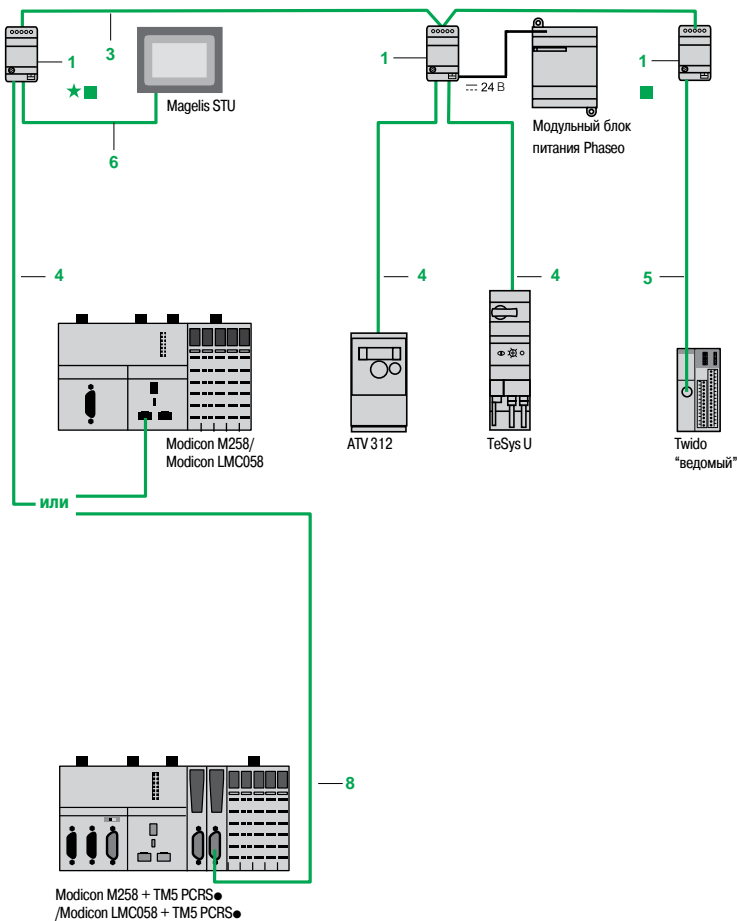 1
3
Magelis STU
6
1
24 В
Модульный блок
питания Phaseo
1
4
4
4
5
Modicon M258/
Modicon LMC058
ATV 312
TeSys U
Twido
“ведомый”
или
8
Modicon M258 + TM5 PCRS●
/Modicon LMC058 + TM5 PCRS●